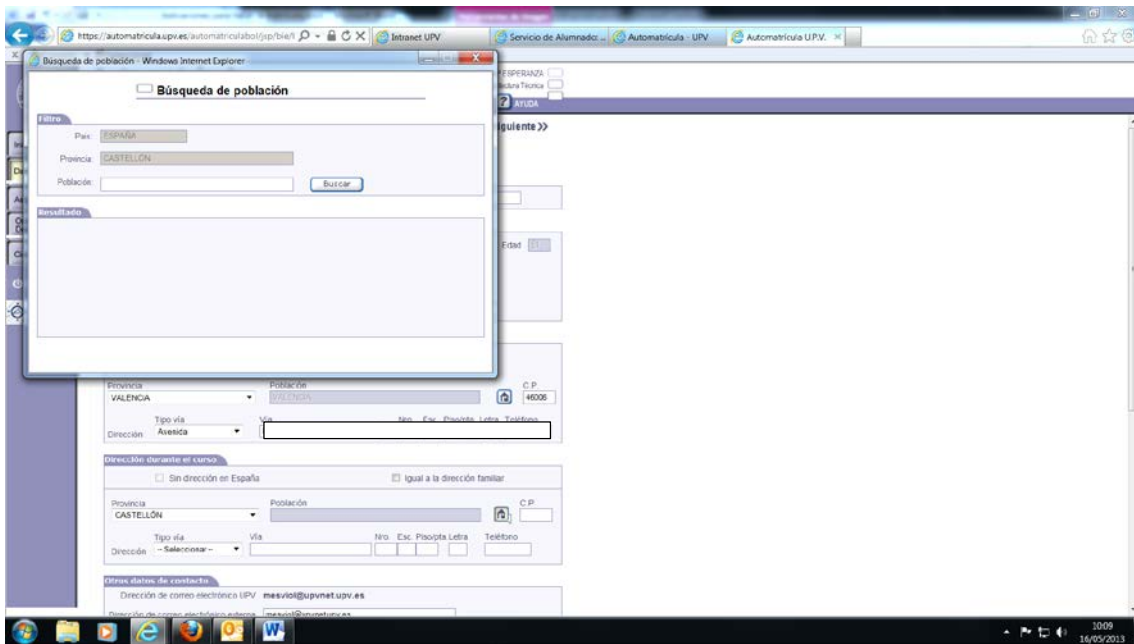 https://automatricula.upv.es/automatriculabol/jsp/bie/l
Intranet UPV
Servicio de Alumnado: ...
Automatrícula - UPV
Automatrícula U.P.V.
Búsqueda de población - Windows Internet Explorer
ESPERANZA
Técnica
AYUDA
Búsqueda de población
Filtro
País: ESPAÑA
Provincia: CASTELLÓN
Población:
Buscar
Resultado
iguiente >>
Edad
Provincia
Población
C.P.
VALENCIA
VALENCIA
46006
Tipo vía
Vía
Nro. Esc. Piso/pta. Letra Teléfono
Dirección: Avenida
Dirección durante el curso
Sin dirección en España
Igual a la dirección familiar
Provincia
Población
C.P.
CASTELLÓN
Tipo vía
Vía
Nro. Esc. Piso/pta. Letra
Teléfono
Dirección: -- Seleccionar --
Otros datos de contacto
Dirección de correo electrónico UPV mesviol@upvnet.upv.es
Dirección de correo electrónico externa mesviol@upvnet.upv.es
10:09
16/05/2013